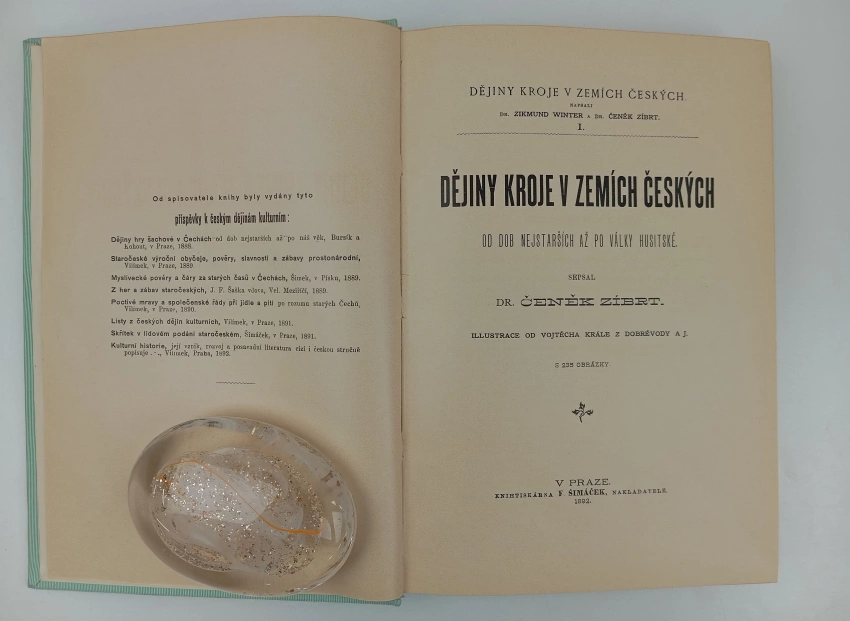 Od spisovatele knihy byly vydány tyto
příspěvky k českým dějinám kulturním:
Dějiny hry šachové v Čechách od dob nejstarších až po náš věk, Bursík a
Kohout, v Praze, 1888.
Staročeské výroční obyčeje, pověry, slavnosti a zábavy prostonárodní,
Vilímek, v Praze, 1889
Myslivecké pověry a čáry za starých časů v Čechách, Šimek, v Písku, 1889.
Z her a zábav staročeských, J. F. Šaška vdova, Vel. Meziříčí, 1889.
Poctivé mravy a společenské řády při jídle a pití po rozumu starých Čechů,
Vilímek, v Praze, 1890.
Listy z českých dějin kulturních, Vilímek, v Praze, 1891.
Skřítek v lidovém podání staročeském, Šimáček, v Praze, 1891.
Kulturní historie, její vznik, rozvoj a posavadní literatura cizí i českou stručně
popisuje . -., Vilímek, Praha, 1892.
DĚJINY KROJE V ZEMÍCH ČESKÝCH.
NAPSALI
DR. ZIKMUND WINTER A DR. ČENĚK ZÍBRT.
I.
DĚJINY KROJE V ZEMÍCH ČESKÝCH
OD DOB NEJSTARŠÍCH AŽ PO VÁLKY HUSITSKÉ.
SEPSAL
DR. ČENĚK ZÍBRT.
ILLUSTRACE OD VOJTĚCHA KRÁLE Z DOBRÉVODY A J.
S 238 OBRÁZKY.
V PRAZE.
KNIHTISKÁRNA F. ŠIMÁČEK, NAKLADATELÉ.
1892.